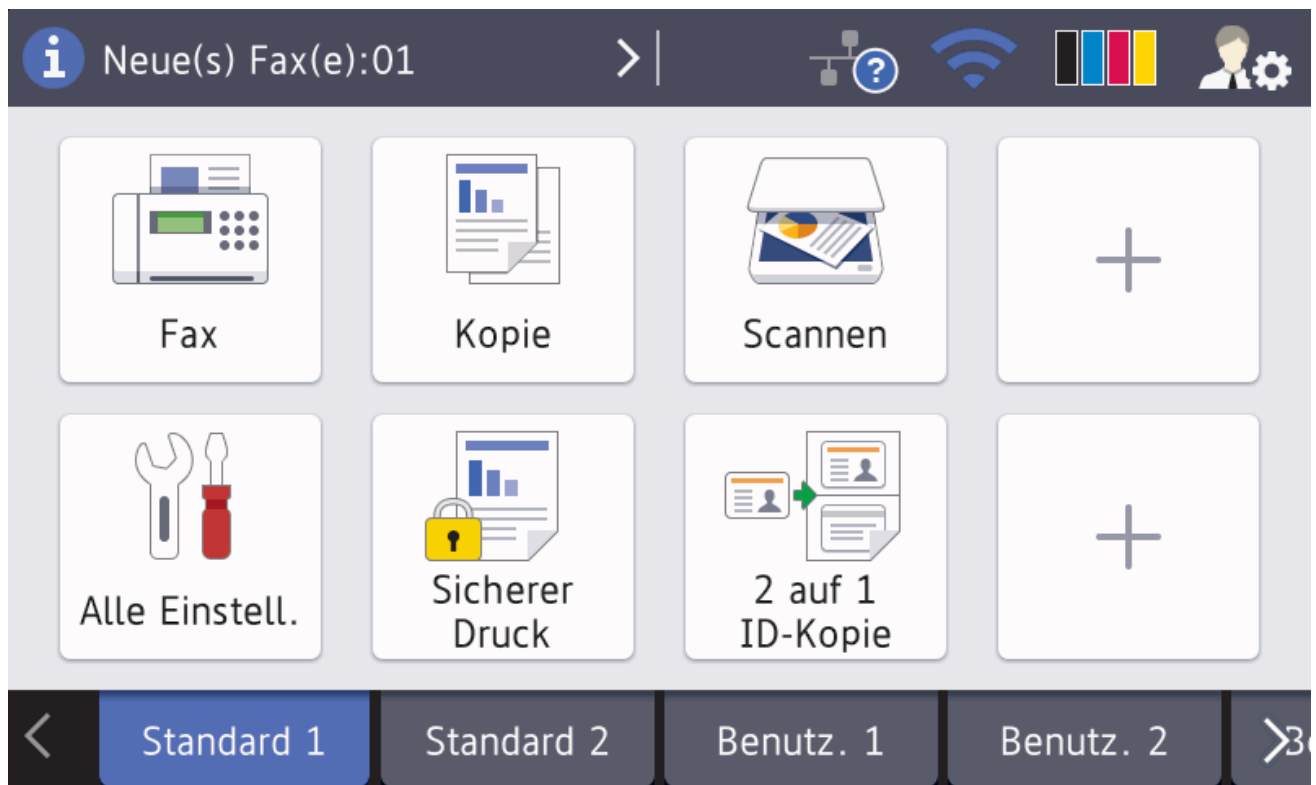 Neue(s) Fax(e):01
Fax
Kopie
Scannen
Alle Einstell.
Sicherer
Druck
2 auf 1
ID-Kopie
Standard 1
Standard 2
Benutz. 1
Benutz. 2